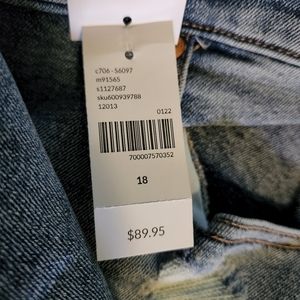 c706 - 56097
m91565
s1127687
sku600939788
12013
0122
700007570352
18
$89.95